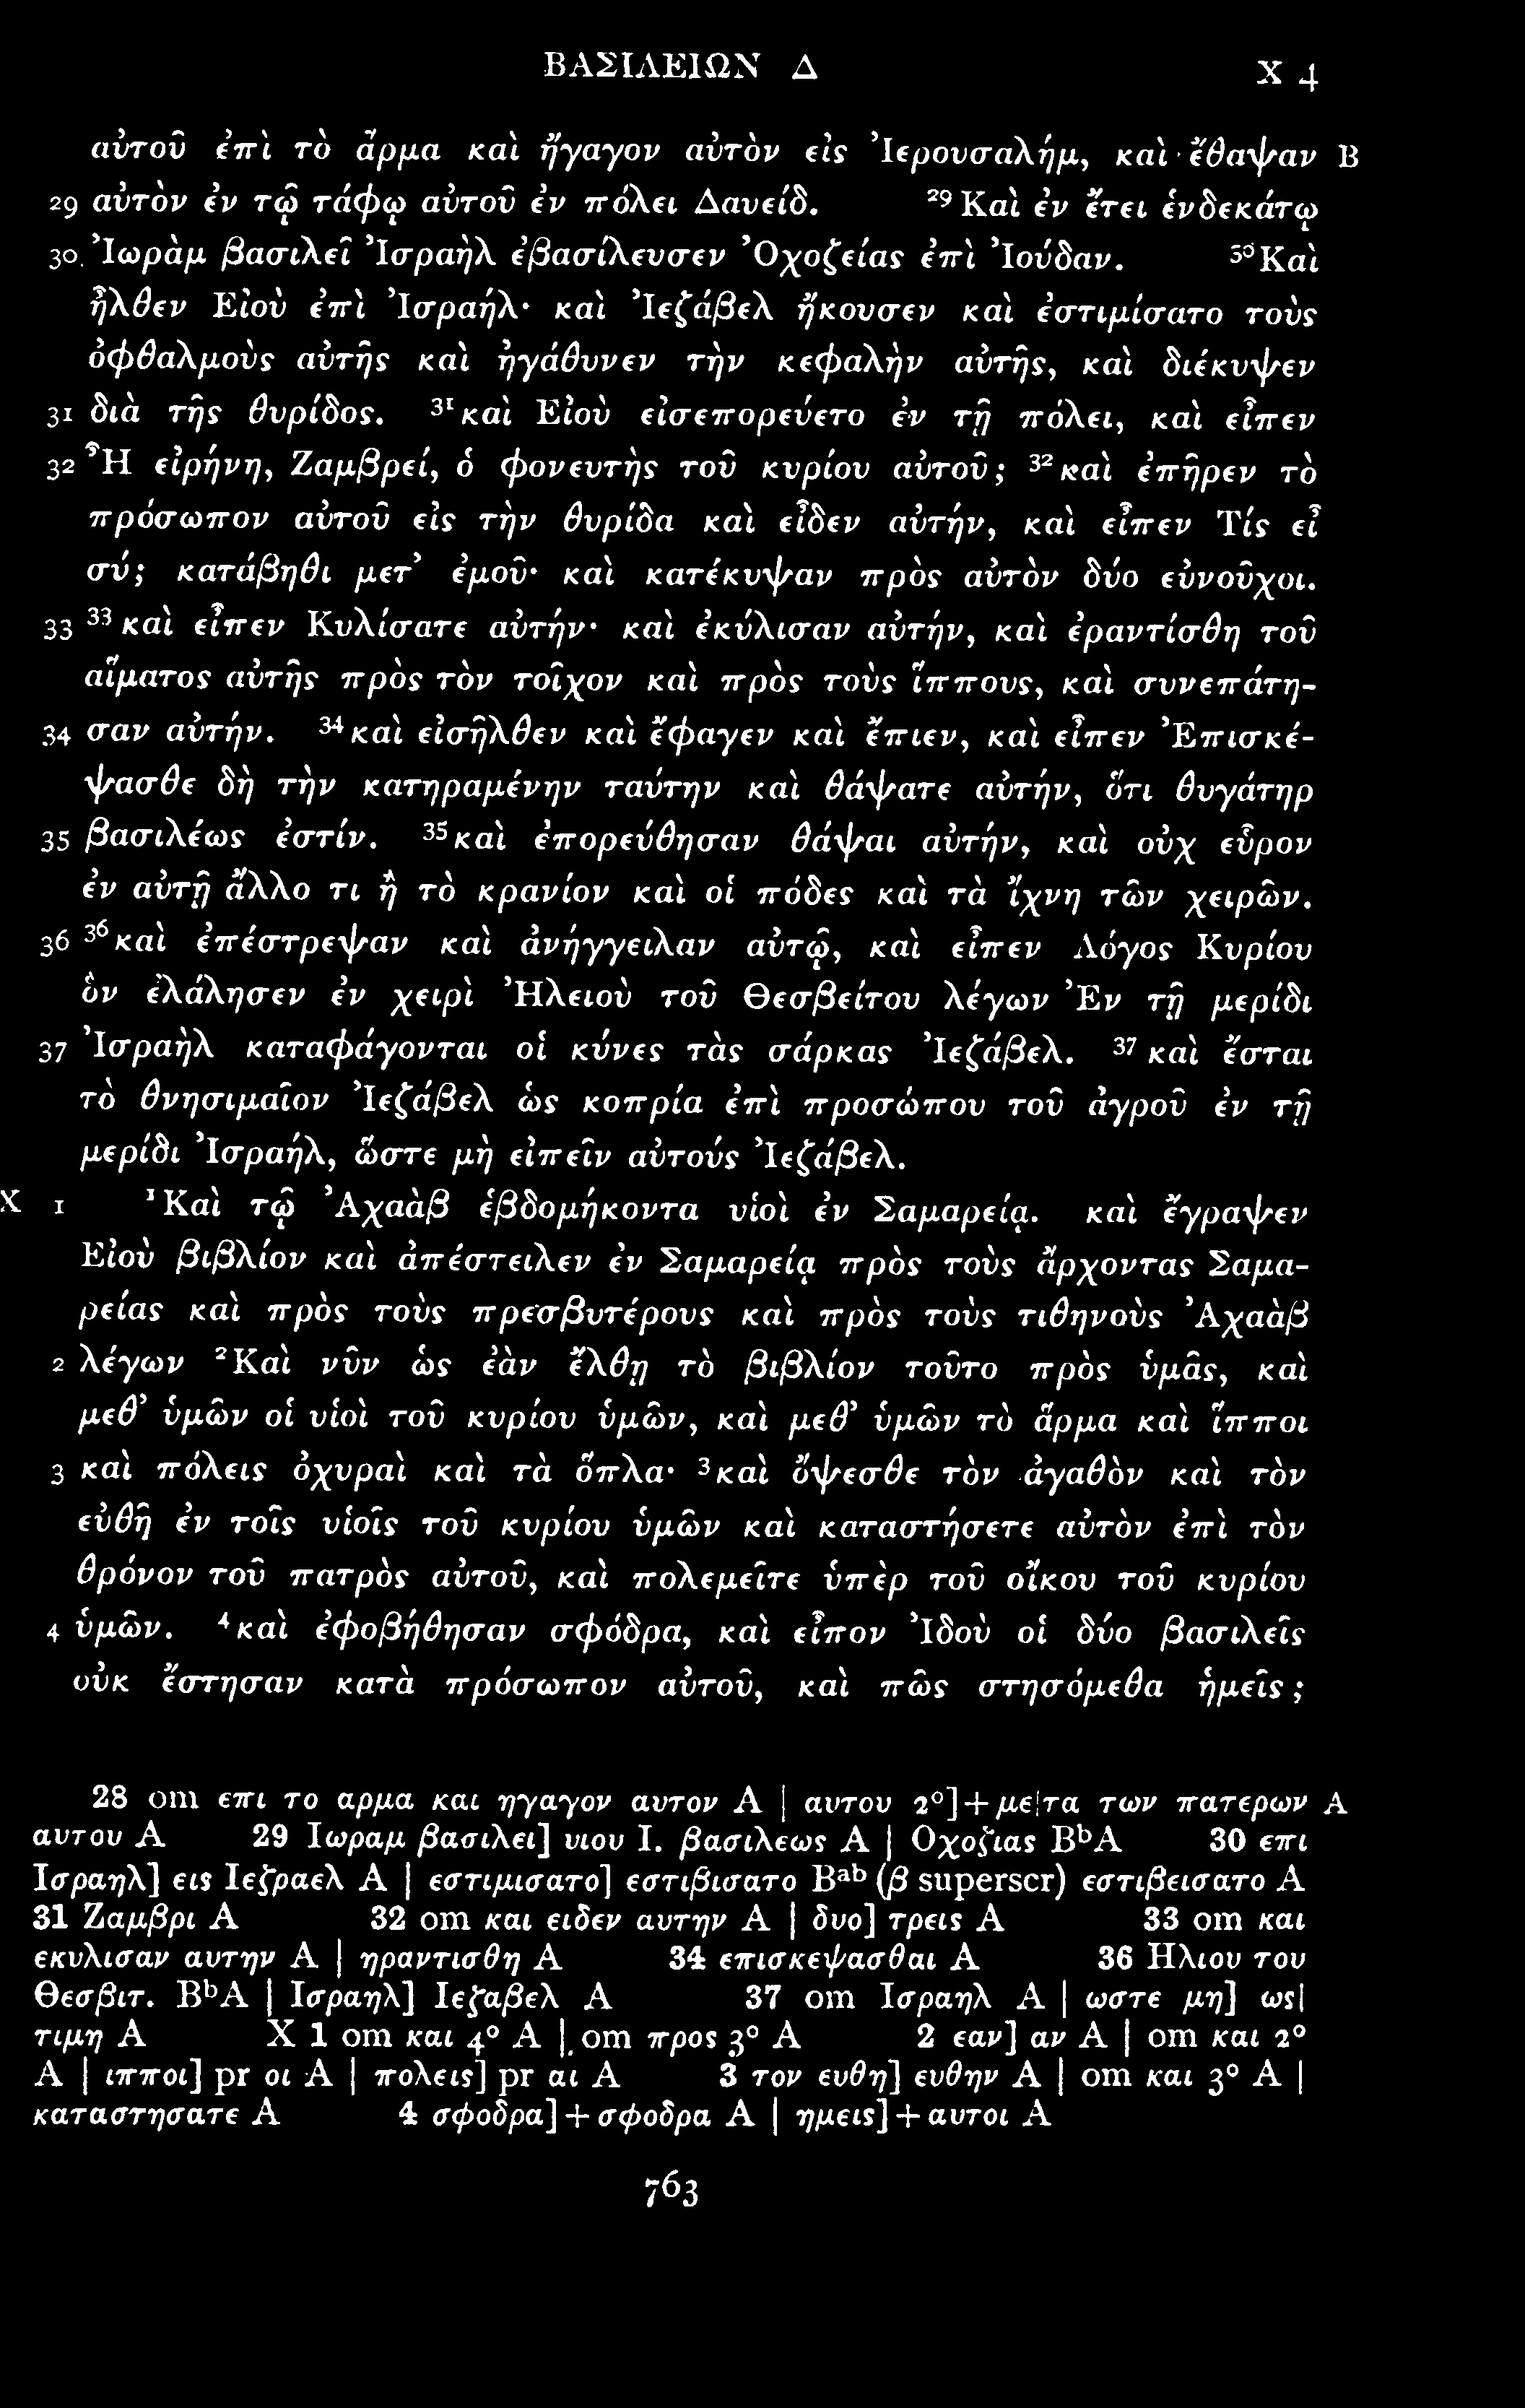 ΒΑΣΙΛΕΙΩΝ Δ X 4
αὐτοῦ ἐπὶ τὸ ἅρμα καὶ ἤγαγον αὐτὸν εἰς Ἰερουσαλήμ, καὶ ἔθαψαν B
29 αὐτὸν ἐν τῷ τάφῳ αὐτοῦ ἐν πόλει Δαυείδ. ²⁹Καὶ ἐν ἔτει ἑνδεκάτῳ
30 Ἰωρὰμ βασιλεῖ Ἰσραὴλ ἐβασίλευσεν Ὀχοζείας ἐπὶ Ἰούδαν. ³⁰Καὶ
ἦλθεν Εἰοὺ ἐπὶ Ἰσραήλ· καὶ Ἰεζάβελ ἤκουσεν καὶ ἐστιμίσατο τοὺς
ὀφθαλμοὺς αὐτῆς καὶ ἠγάθυνεν τὴν κεφαλὴν αὐτῆς, καὶ διέκυψεν
31 διὰ τῆς θυρίδος. ³¹καὶ Εἰοὺ εἰσεπορεύετο ἐν τῇ πόλει, καὶ εἶπεν
32 Ἦ εἰρήνη, Ζαμβρεί, ὁ φονευτὴς τοῦ κυρίου αὐτοῦ; ³²καὶ ἐπῆρεν τὸ
πρόσωπον αὐτοῦ εἰς τὴν θυρίδα καὶ εἶδεν αὐτήν, καὶ εἶπεν Τίς εἶ
σύ; κατάβηθι μετ᾽ ἐμοῦ· καὶ κατέκυψαν πρὸς αὐτὸν δύο εὐνοῦχοι.
33 ³³καὶ εἶπεν Κυλίσατε αὐτήν· καὶ ἐκύλισαν αὐτήν, καὶ ἐραντίσθη τοῦ
αἵματος αὐτῆς πρὸς τὸν τοῖχον καὶ πρὸς τοὺς ἵππους, καὶ συνεπάτη-
34 σαν αὐτήν. ³⁴καὶ εἰσῆλθεν καὶ ἔφαγεν καὶ ἔπιεν, καὶ εἶπεν Ἐπισκέ-
ψασθε δὴ τὴν κατηραμένην ταύτην καὶ θάψατε αὐτήν, ὅτι θυγάτηρ
35 βασιλέως ἐστίν. ³⁵καὶ ἐπορεύθησαν θάψαι αὐτήν, καὶ οὐχ εὗρον
ἐν αὐτῇ ἄλλο τι ἢ τὸ κρανίον καὶ οἱ πόδες καὶ τὰ ἴχνη τῶν χειρῶν.
36 ³⁶καὶ ἐπέστρεψαν καὶ ἀνήγγειλαν αὐτῷ, καὶ εἶπεν Λόγος Κυρίου
ὃν ἐλάλησεν ἐν χειρὶ Ἠλειοὺ τοῦ Θεσβείτου λέγων Ἐν τῇ μερίδι
37 Ἰσραὴλ καταφάγονται οἱ κύνες τὰς σάρκας Ἰεζάβελ. ³⁷καὶ ἔσται
τὸ θνησιμαῖον Ἰεζάβελ ὡς κοπρία ἐπὶ προσώπου τοῦ ἀγροῦ ἐν τῇ
μερίδι Ἰσραήλ, ὥστε μὴ εἰπεῖν αὐτούς Ἰεζάβελ.
X 1 ¹Καὶ τῷ Ἀχαὰβ ἑβδομήκοντα υἱοὶ ἐν Σαμαρείᾳ. καὶ ἔγραψεν
Εἰοὺ βιβλίον καὶ ἀπέστειλεν ἐν Σαμαρείᾳ πρὸς τοὺς ἄρχοντας Σαμα-
ρείας καὶ πρὸς τοὺς πρεσβυτέρους καὶ πρὸς τοὺς τιθηνοὺς Ἀχαὰβ
2 λέγων ²Καὶ νῦν ὡς ἐὰν ἔλθῃ τὸ βιβλίον τοῦτο πρὸς ὑμᾶς, καὶ
μεθ᾽ ὑμῶν οἱ υἱοὶ τοῦ κυρίου ὑμῶν, καὶ μεθ᾽ ὑμῶν τὸ ἅρμα καὶ ἵπποι
3 καὶ πόλεις ὀχυραὶ καὶ τὰ ὅπλα· ³καὶ ὄψεσθε τὸν ἀγαθὸν καὶ τὸν
εὐθῆ ἐν τοῖς υἱοῖς τοῦ κυρίου ὑμῶν καὶ καταστήσετε αὐτὸν ἐπὶ τὸν
θρόνον τοῦ πατρὸς αὐτοῦ, καὶ πολεμεῖτε ὑπὲρ τοῦ οἴκου τοῦ κυρίου
4 ὑμῶν. ⁴καὶ ἐφοβήθησαν σφόδρα, καὶ εἶπον Ἰδοὺ οἱ δύο βασιλεῖς
οὐκ ἔστησαν κατὰ πρόσωπον αὐτοῦ, καὶ πῶς στησόμεθα ἡμεῖς;
28 om επι το αρμα και ηγαγον αυτον A | αυτου 2°]+με|τα των πατερων A
αυτου A 29 Ιωραμ βασιλει] υιου Ι. βασιλεως A | Οχοζιας BᵇA 30 επι
Ισραηλ] εις Ιεζραελ A | εστιμισατο] εστιβισατο Bᵃᵇ (β superscr) εστιβεισατο A
31 Ζαμβρι A 32 om και ειδεν αυτην A | δυο] τρεις A 33 om και
εκυλισαν αυτην A | ηραντισθη A 34 επισκεψασθαι A 36 Ηλιου του
Θεσβιτ. BᵇA | Ισραηλ] Ιεζαβελ A 37 om Ισραηλ A | ωστε μη] ως|
τιμη A X 1 om και 4° A | om προς 3° A 2 εαν] αν A | om και 2°
A | ιπποι] pr οι A | πολεις] pr αι A 3 τον ευθη] ευθην A | om και 3° A |
καταστησατε A 4 σφοδρα]+σφοδρα A | ημεις]+αυτοι A
763